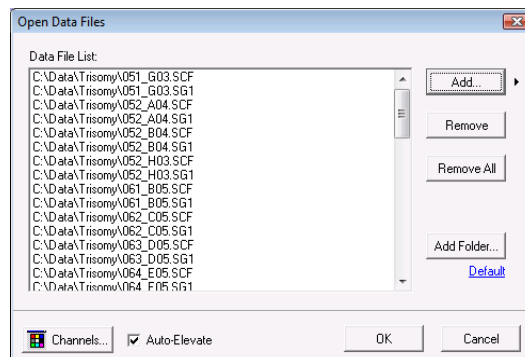 Open Data Files
Data File List:
C:\Data\Trisomy\051_G03.SCF
C:\Data\Trisomy\051_G03.SG1
C:\Data\Trisomy\052_A04.SCF
C:\Data\Trisomy\052_A04.SG1
C:\Data\Trisomy\052_B04.SCF
C:\Data\Trisomy\052_B04.SG1
C:\Data\Trisomy\052_H03.SCF
C:\Data\Trisomy\052_H03.SG1
C:\Data\Trisomy\061_B05.SCF
C:\Data\Trisomy\061_B05.SG1
C:\Data\Trisomy\062_C05.SCF
C:\Data\Trisomy\062_C05.SG1
C:\Data\Trisomy\063_D05.SCF
C:\Data\Trisomy\063_D05.SG1
C:\Data\Trisomy\064_E05.SCF
C:\Data\Trisomy\064_E05.SG1
Add...
Remove
Remove All
Add Folder...
Default
Channels...
Auto-Elevate
OK
Cancel